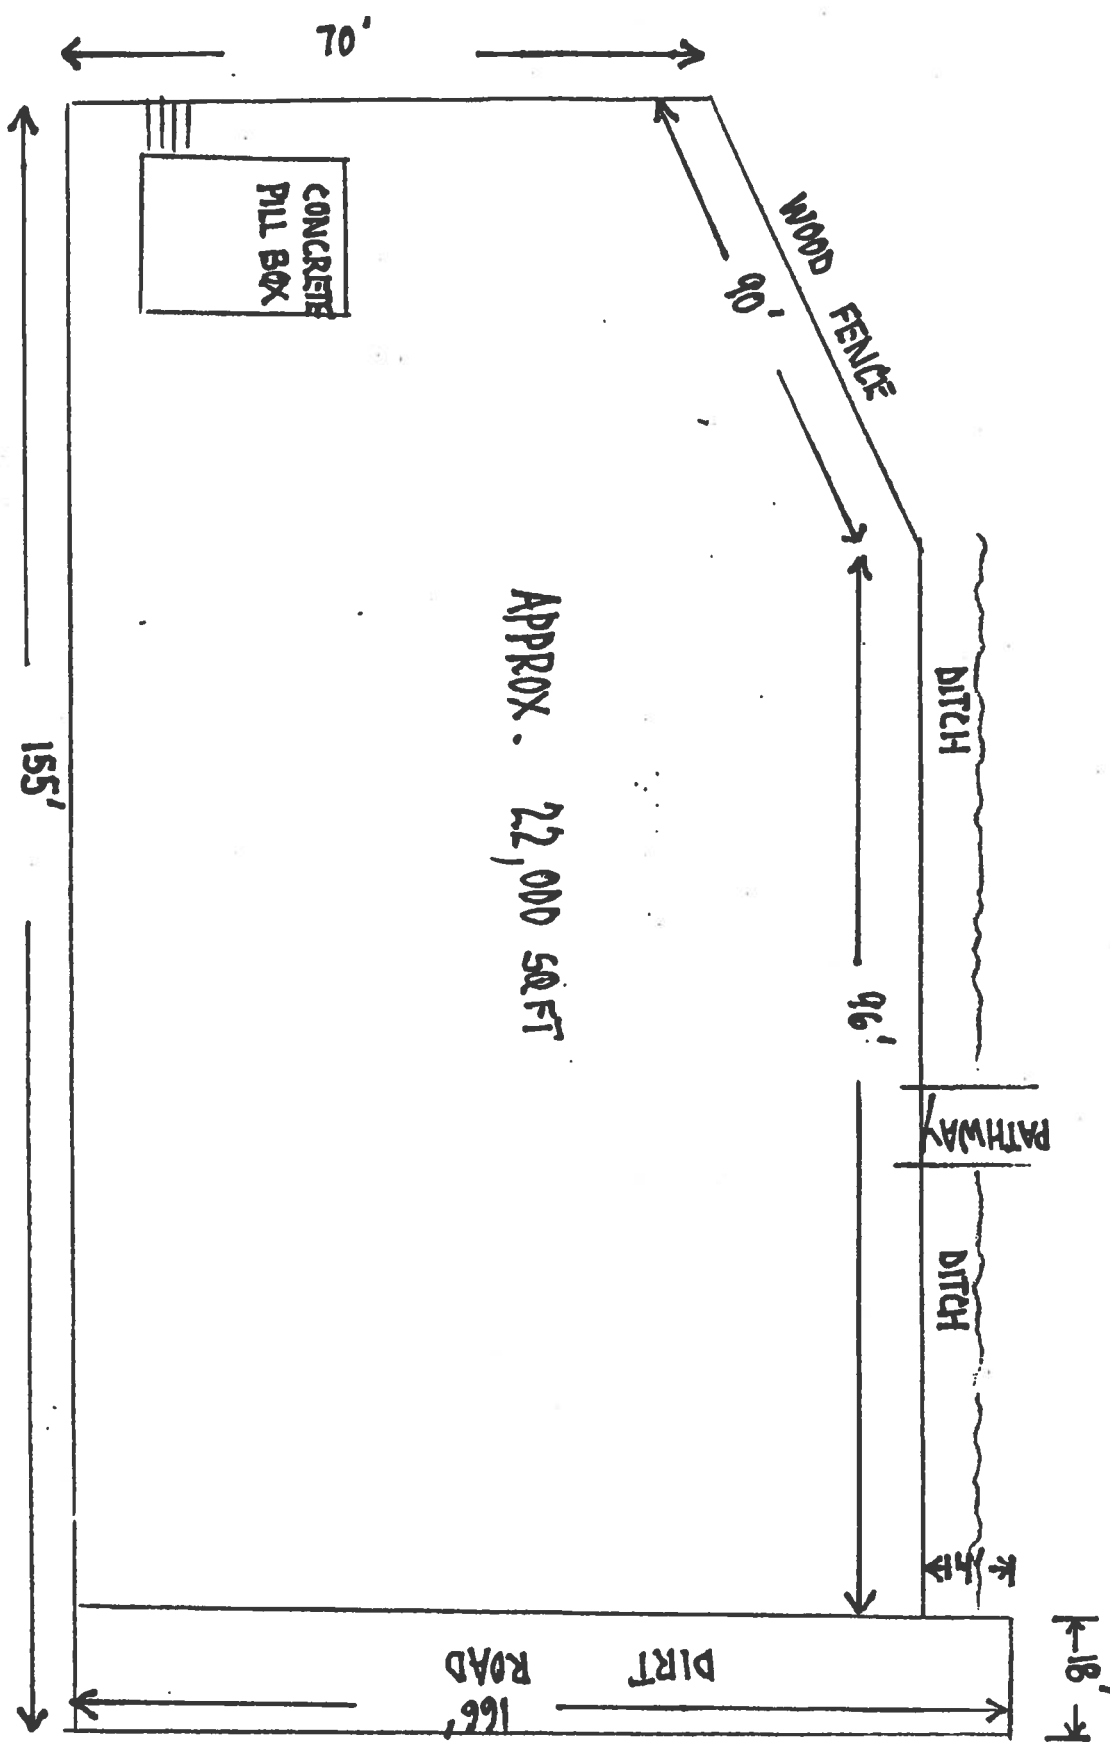 70'
CONCRETE
PILL BOX
WOOD FENCE
90'
155'
APPROX. 22,000 SQ FT
96'
DITCH
PATHWAY
DITCH
18'
DIRT ROAD
166'